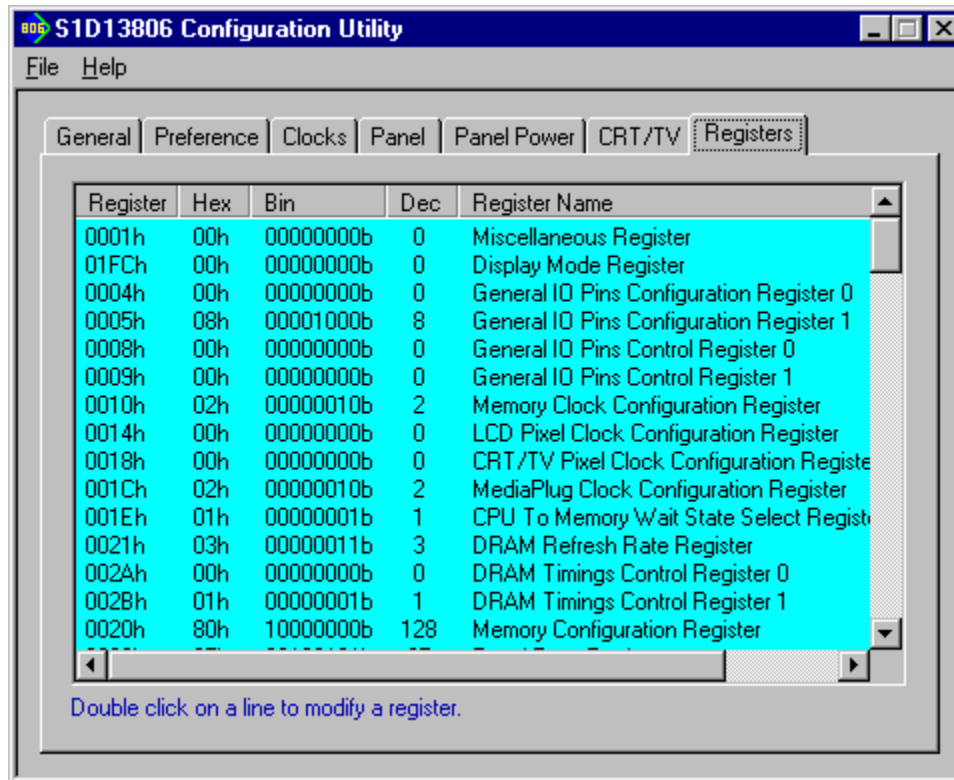 806 S1D13806 Configuration Utility
File Help
General Preference Clocks Panel Panel Power CRT/TV Registers
Register Hex Bin Dec Register Name
0001h 00h 00000000b 0 Miscellaneous Register
01FCh 00h 00000000b 0 Display Mode Register
0004h 00h 00000000b 0 General IO Pins Configuration Register 0
0005h 08h 00001000b 8 General IO Pins Configuration Register 1
0008h 00h 00000000b 0 General IO Pins Control Register 0
0009h 00h 00000000b 0 General IO Pins Control Register 1
0010h 02h 00000010b 2 Memory Clock Configuration Register
0014h 00h 00000000b 0 LCD Pixel Clock Configuration Register
0018h 00h 00000000b 0 CRT/TV Pixel Clock Configuration Registe
001Ch 02h 00000010b 2 MediaPlug Clock Configuration Register
001Eh 01h 00000001b 1 CPU To Memory Wait State Select Regist
0021h 03h 00000011b 3 DRAM Refresh Rate Register
002Ah 00h 00000000b 0 DRAM Timings Control Register 0
002Bh 01h 00000001b 1 DRAM Timings Control Register 1
0020h 80h 10000000b 128 Memory Configuration Register
Double click on a line to modify a register.